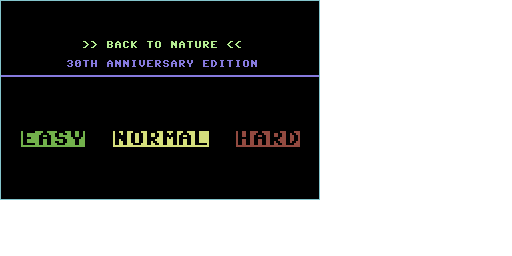 >> BACK TO NATURE <<
30TH ANNIVERSARY EDITION
EASY NORMAL HARD